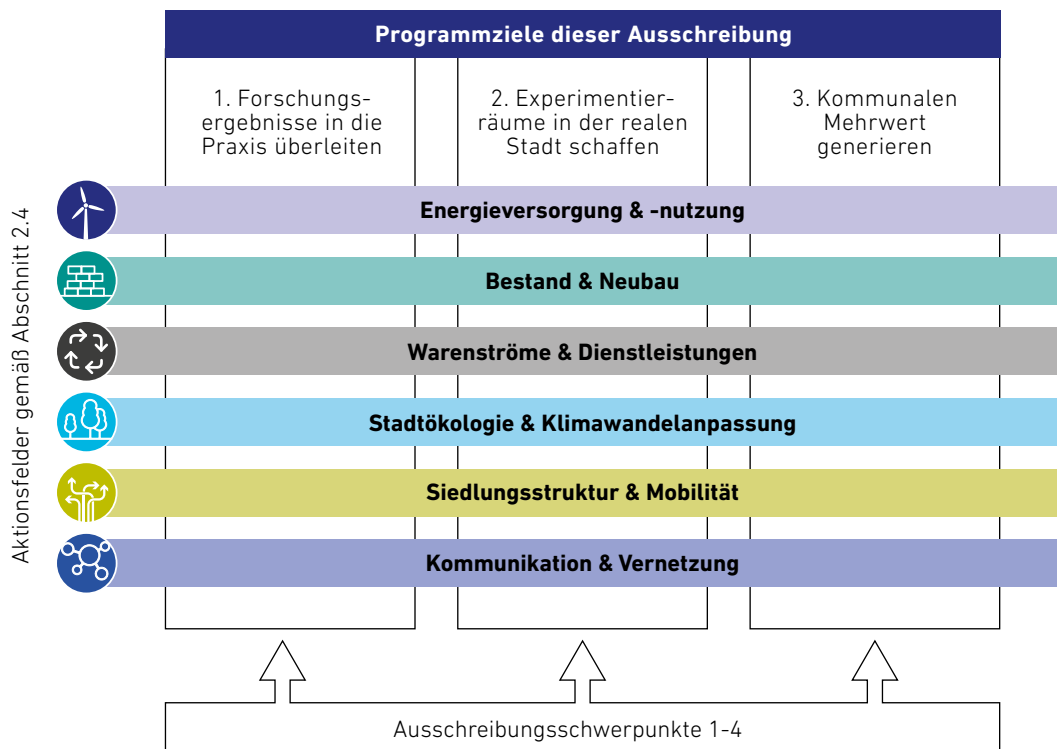 Programmziele dieser Ausschreibung
1. Forschungs-
ergebnisse in die
Praxis überleiten
2. Experimentier-
räume in der realen
Stadt schaffen
3. Kommunalen
Mehrwert
generieren
Aktionsfelder gemäß Abschnitt 2.4
Energieversorgung & -nutzung
Bestand & Neubau
Warenströme & Dienstleistungen
Stadtökologie & Klimawandelanpassung
Siedlungsstruktur & Mobilität
Kommunikation & Vernetzung
Ausschreibungsschwerpunkte 1-4